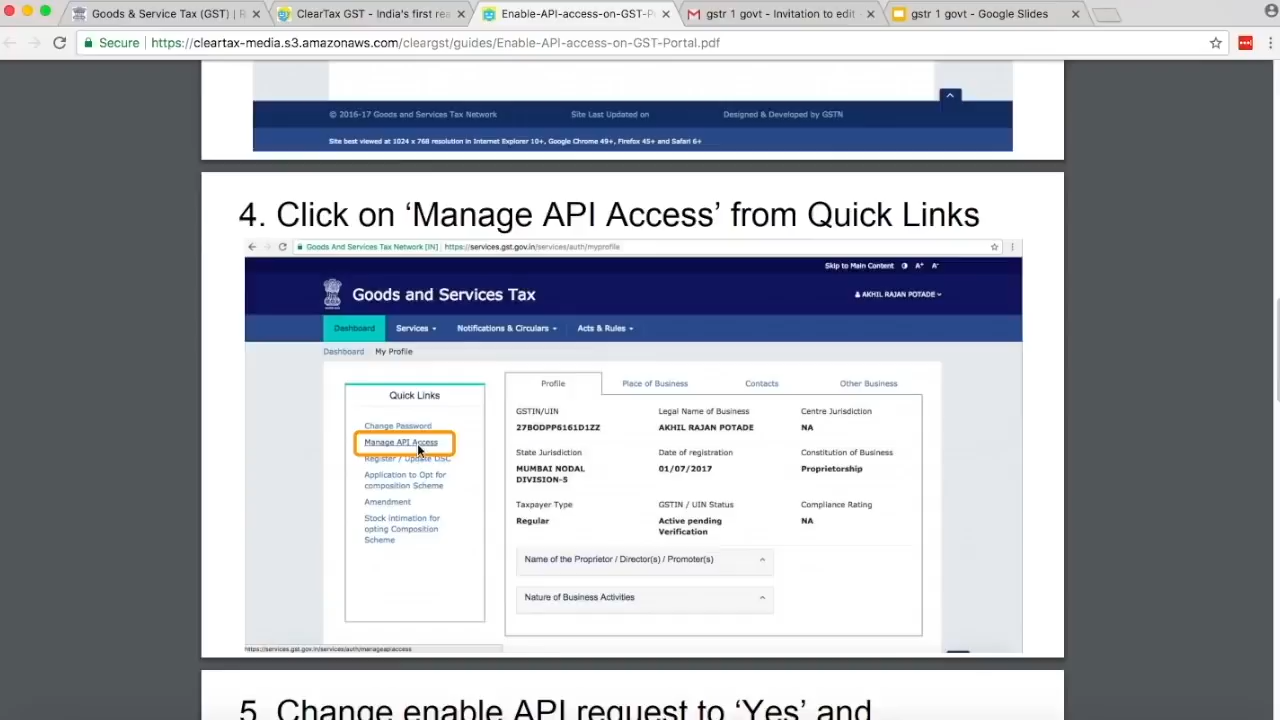 Goods & Service Tax (GST) | R
ClearTax GST - India's first rea
Enable-API-access-on-GST-P
gstr 1 govt - Invitation to edit -
gstr 1 govt - Google Slides
Secure
https://cleartax-media.s3.amazonaws.com/cleargst/guides/Enable-API-access-on-GST-Portal.pdf
© 2016-17 Goods and Services Tax Network
Site Last Updated on
Designed & Developed by GSTN
Site best viewed at 1024 x 768 resolution in Internet Explorer 10+, Google Chrome 49+, Firefox 45+ and Safari 6+
4. Click on ‘Manage API Access’ from Quick Links
Goods And Services Tax Network [IN]
https://services.gst.gov.in/services/auth/myprofile
Skip to Main Content
A+
A-
Goods and Services Tax
AKHIL RAJAN POTADE
Dashboard
Services
Notifications & Circulars
Acts & Rules
Dashboard
My Profile
Quick Links
Change Password
Manage API Access
Register / Update DSC
Application to Opt for
composition Scheme
Amendment
Stock intimation for
opting Composition
Scheme
Profile
Place of Business
Contacts
Other Business
GSTIN/UIN
Legal Name of Business
Centre Jurisdiction
27BODPP6161D1ZZ
AKHIL RAJAN POTADE
NA
State Jurisdiction
Date of registration
Constitution of Business
MUMBAI NODAL
DIVISION-5
01/07/2017
Proprietorship
Taxpayer Type
GSTIN / UIN Status
Compliance Rating
Regular
Active pending
Verification
NA
Name of the Proprietor / Director(s) / Promoter(s)
Nature of Business Activities
https://services.gst.gov.in/services/auth/manageapiaccess
5. Change enable API request to ‘Yes’ and